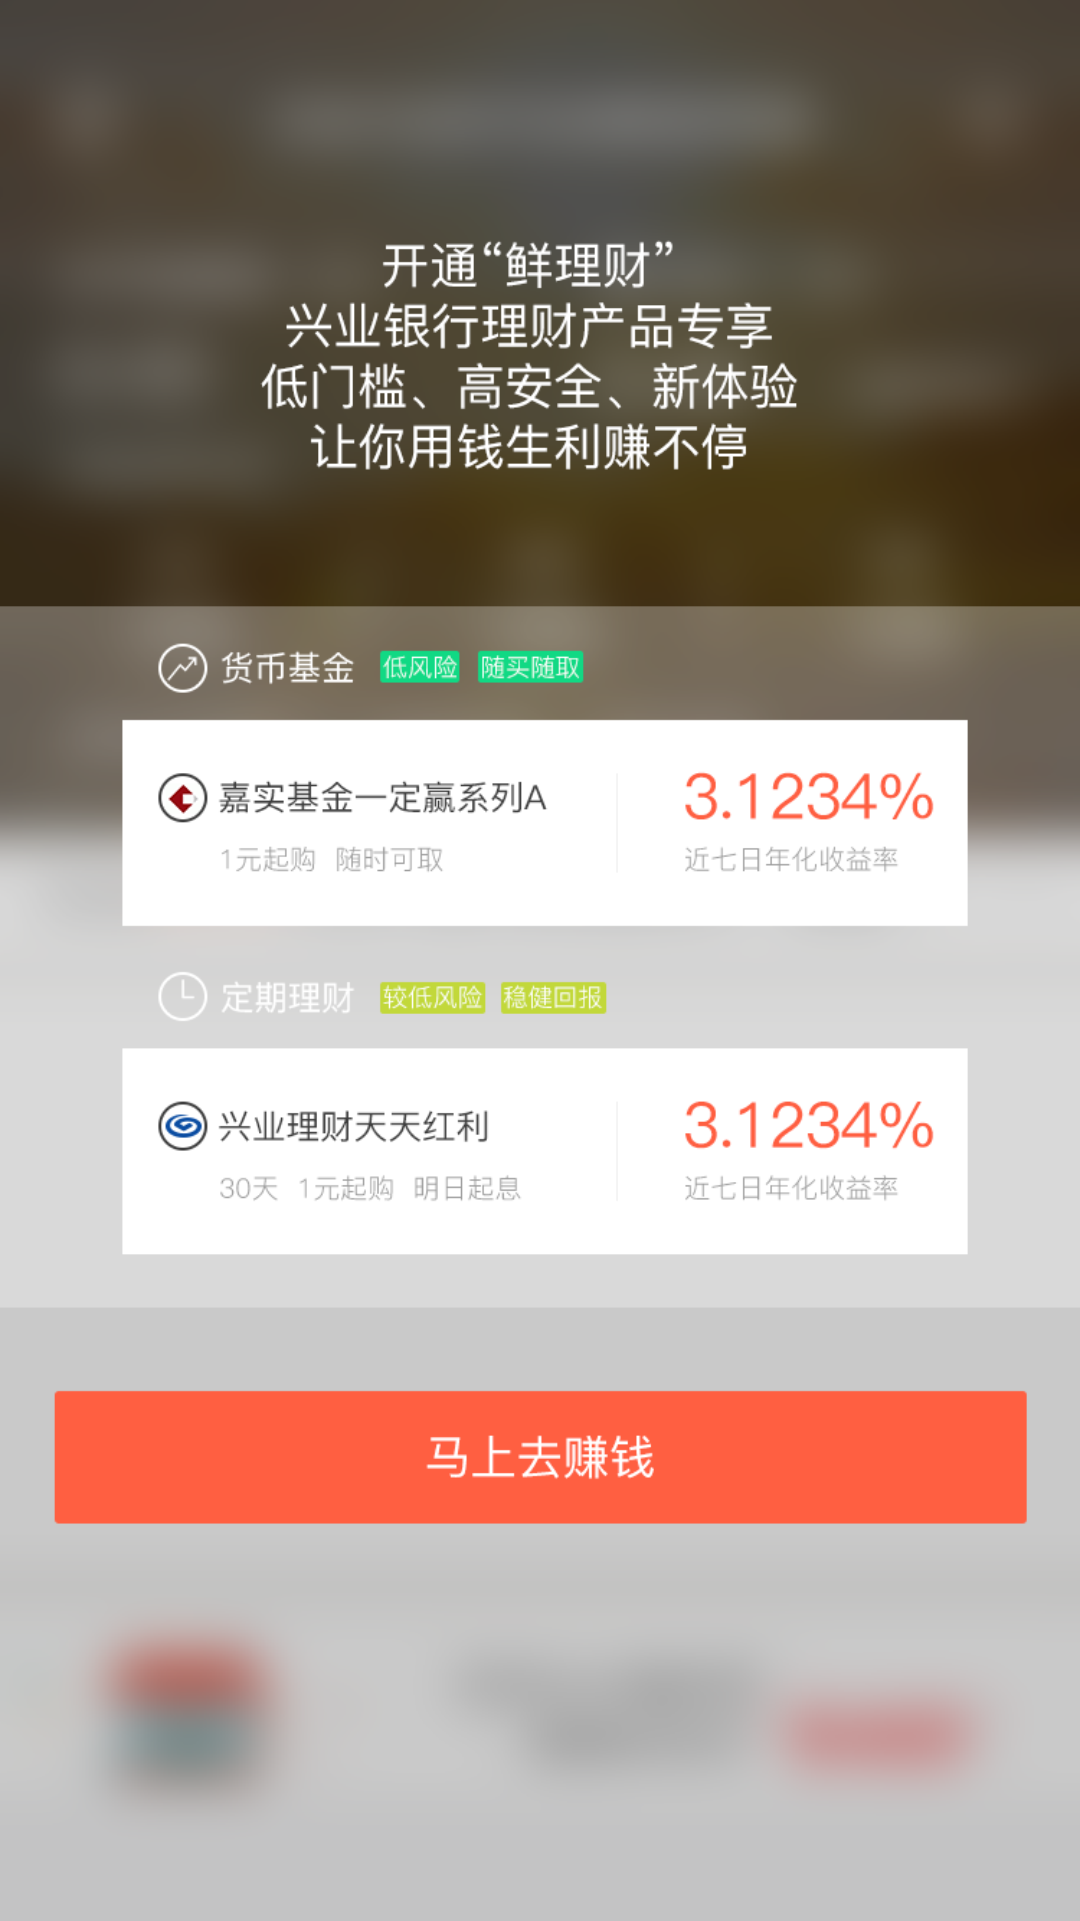 开通“鲜理财”
兴业银行理财产品专享
低门槛、高安全、新体验
让你用钱生利赚不停
货币基金 低风险 随买随取
嘉实基金一定赢系列A 3.1234%
1元起购 随时可取 近七日年化收益率
定期理财 较低风险 稳健回报
兴业理财天天红利 3.1234%
30天 1元起购 明日起息 近七日年化收益率
马上去赚钱